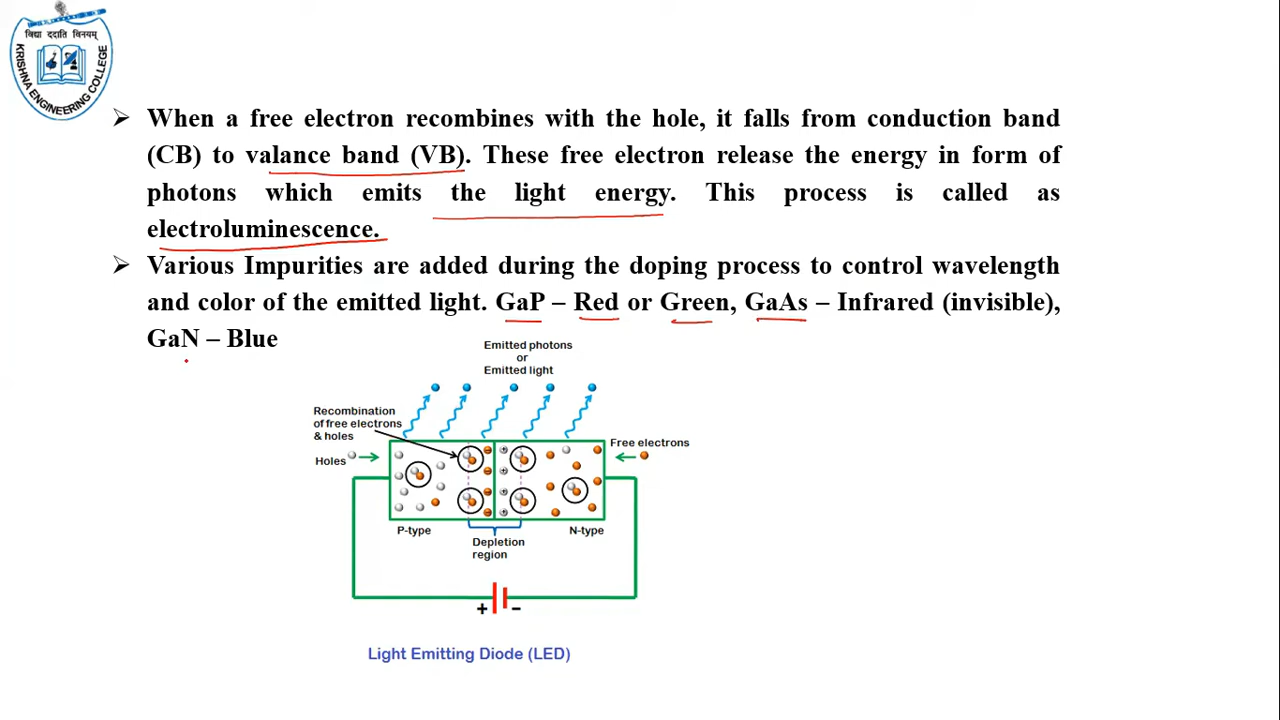 विद्या ददाति विनयम्
KRISHNA ENGINEERING COLLEGE
➢ When a free electron recombines with the hole, it falls from conduction band
(CB) to valance band (VB). These free electron release the energy in form of
photons which emits the light energy. This process is called as
electroluminescence.
➢ Various Impurities are added during the doping process to control wavelength
and color of the emitted light. GaP – Red or Green, GaAs – Infrared (invisible),
GaN – Blue
Emitted photons
or
Emitted light
Recombination
of free electrons
& holes
Free electrons
Holes
P-type
N-type
Depletion
region
+ –
Light Emitting Diode (LED)